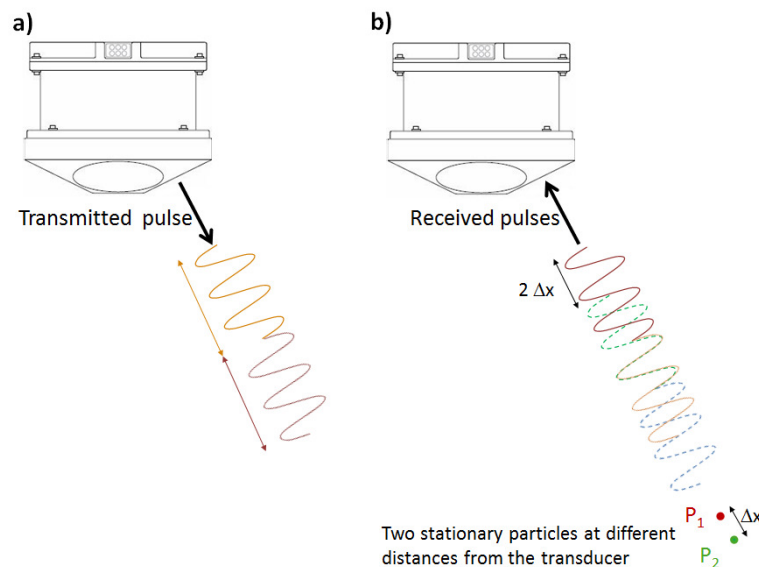 a)
Transmitted pulse
b)
Received pulses
2 Δx
P₁
Δx
P₂
Two stationary particles at different
distances from the transducer